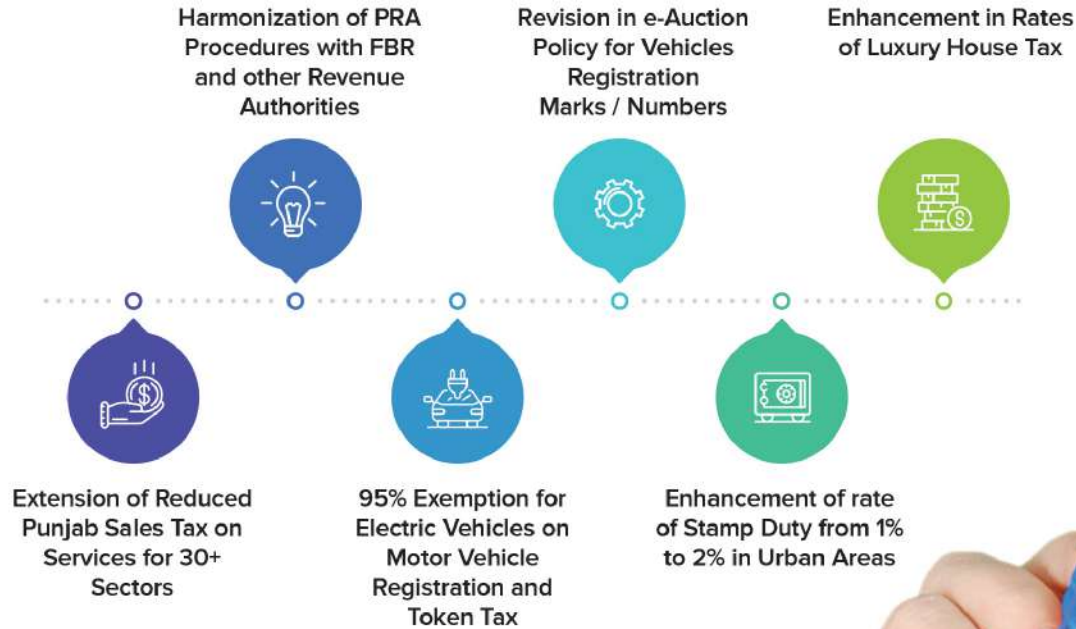 Harmonization of PRA
Procedures with FBR
and other Revenue
Authorities
Revision in e-Auction
Policy for Vehicles
Registration
Marks / Numbers
Enhancement in Rates
of Luxury House Tax
Extension of Reduced
Punjab Sales Tax on
Services for 30+
Sectors
95% Exemption for
Electric Vehicles on
Motor Vehicle
Registration and
Token Tax
Enhancement of rate
of Stamp Duty from 1%
to 2% in Urban Areas